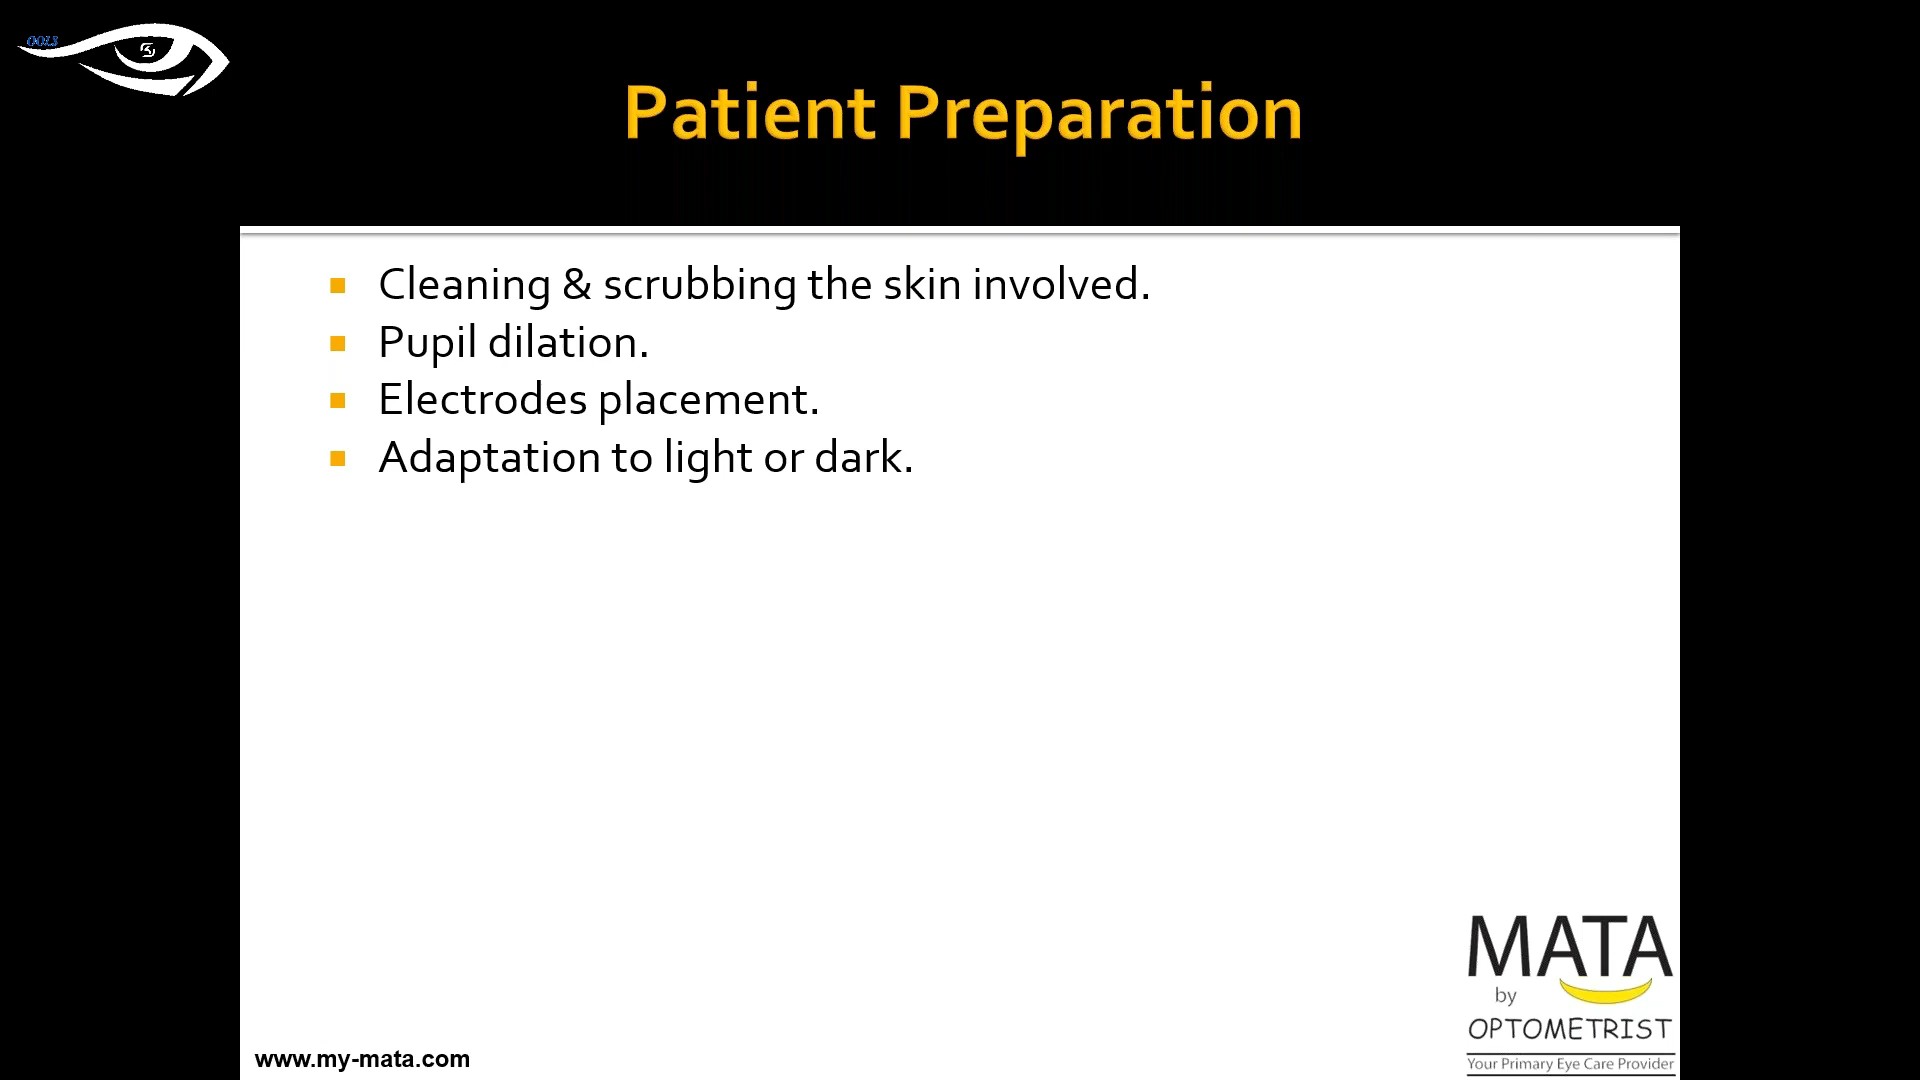 OOLS
Patient Preparation
Cleaning & scrubbing the skin involved.
Pupil dilation.
Electrodes placement.
Adaptation to light or dark.
MATA
by
OPTOMETRIST
Your Primary Eye Care Provider
www.my-mata.com